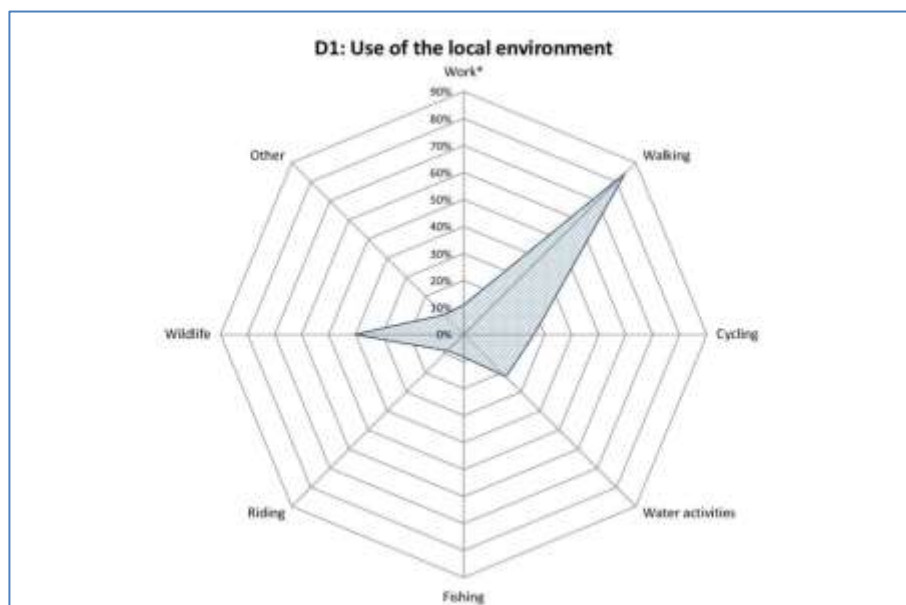 D1: Use of the local environment
Work*
90%
80%
70%
60%
50%
40%
30%
20%
10%
0%
Other
Walking
Wildlife
Cycling
Riding
Water activities
Fishing